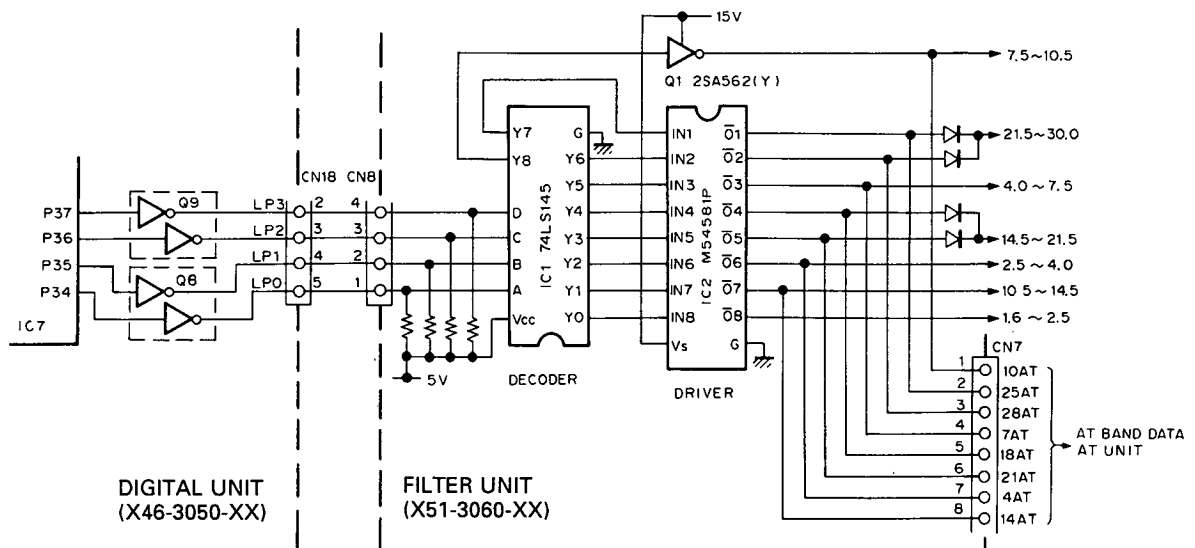 15V
Q1 2SA562(Y)
7.5~10.5
Y7
Y8
D
C
B
A
Vcc
G
Y6
Y5
Y4
Y3
Y2
Y1
Y0
IC1 74LS145
DECODER
IN1
IN2
IN3
IN4
IN5
IN6
IN7
IN8
Vs
O1
O2
O3
O4
O5
O6
O7
O8
G
IC2 M54581P
DRIVER
21.5~30.0
4.0~7.5
14.5~21.5
2.5~4.0
10 5~14.5
1.6~2.5
CN18 CN8
P37
P36
P35
P34
IC7
Q9
Q8
LP3 2 4
LP2 3 3
LP1 4 2
LP0 5 1
5V
CN7
1 10AT
2 25AT
3 28AT
4 7AT
5 18AT
6 21AT
7 4AT
8 14AT
AT BAND DATA
AT UNIT
DIGITAL UNIT
(X46-3050-XX)
FILTER UNIT
(X51-3060-XX)